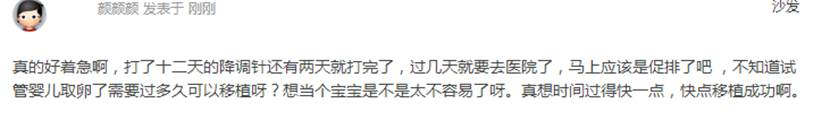 颜颜颜 发表于 刚刚 沙发
真的好着急啊，打了十二天的降调针还有两天就打完了，过几天就要去医院了，马上应该是促排了吧 ，不知道试
管婴儿取卵了需要过多久可以移植呀？想当个宝宝是不是太不容易了呀。真想时间过得快一点，快点移植成功啊。